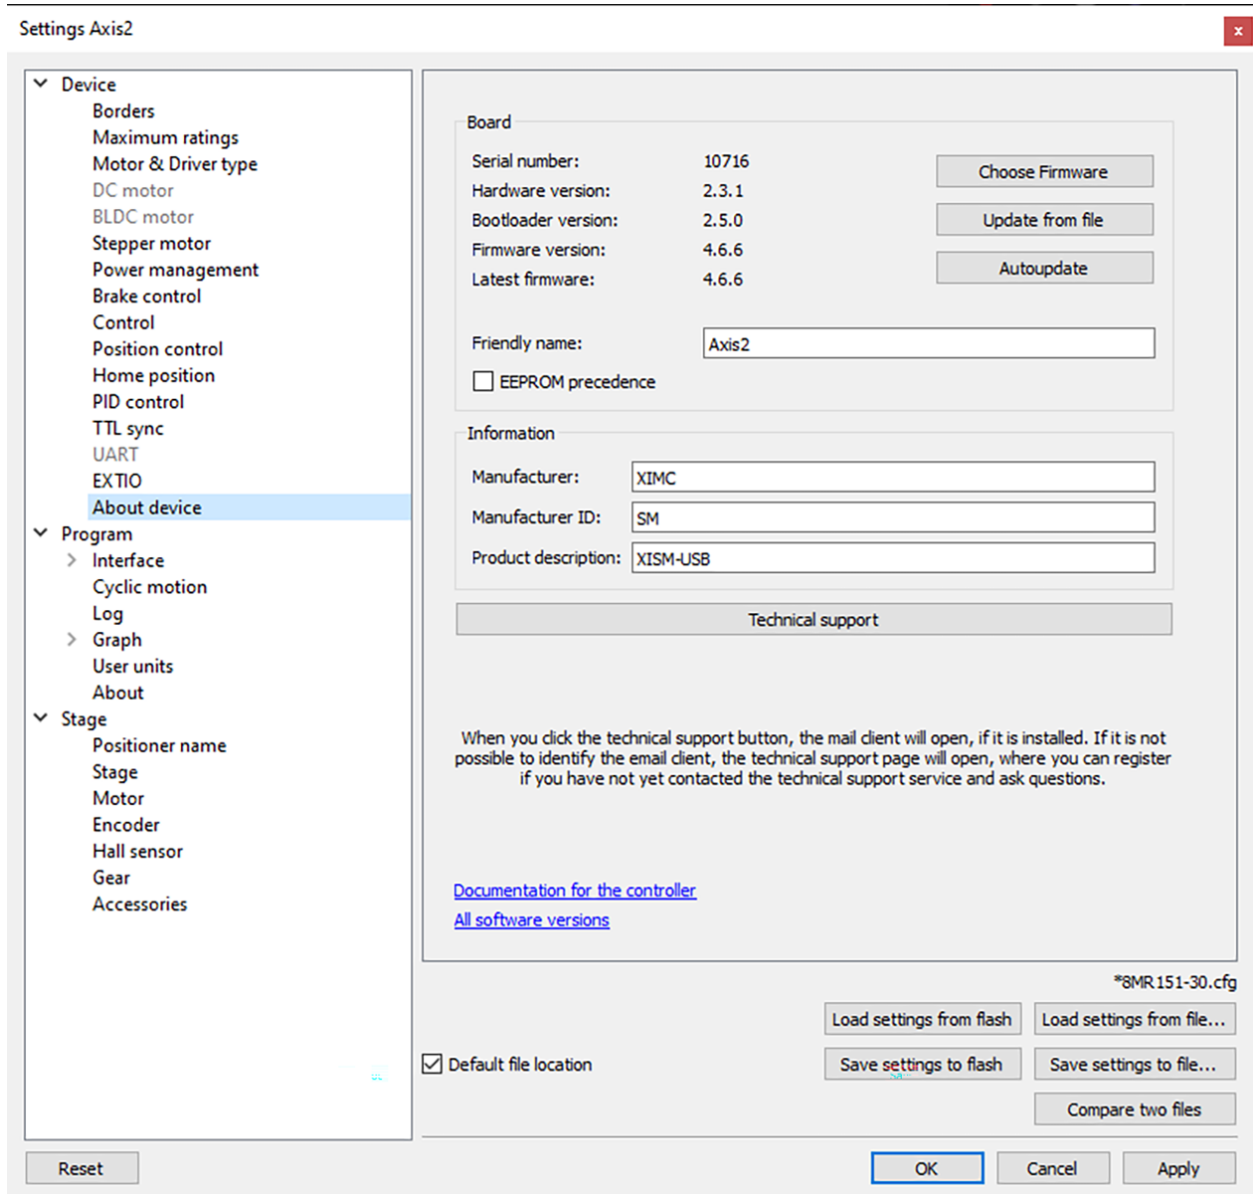 Settings Axis2
x
Device
Borders
Maximum ratings
Motor & Driver type
DC motor
BLDC motor
Stepper motor
Power management
Brake control
Control
Position control
Home position
PID control
TTL sync
UART
EXTIO
About device
Program
Interface
Cyclic motion
Log
Graph
User units
About
Stage
Positioner name
Stage
Motor
Encoder
Hall sensor
Gear
Accessories
Board
Serial number: 10716
Hardware version: 2.3.1
Bootloader version: 2.5.0
Firmware version: 4.6.6
Latest firmware: 4.6.6
Choose Firmware
Update from file
Autoupdate
Friendly name: Axis2
EEPROM precedence
Information
Manufacturer: XIMC
Manufacturer ID: SM
Product description: XISM-USB
Technical support
When you click the technical support button, the mail client will open, if it is installed. If it is not
possible to identify the email client, the technical support page will open, where you can register
if you have not yet contacted the technical support service and ask questions.
Documentation for the controller
All software versions
*8MR151-30.cfg
Load settings from flash
Load settings from file...
Default file location
Save settings to flash
Save settings to file...
Compare two files
Reset
OK
Cancel
Apply